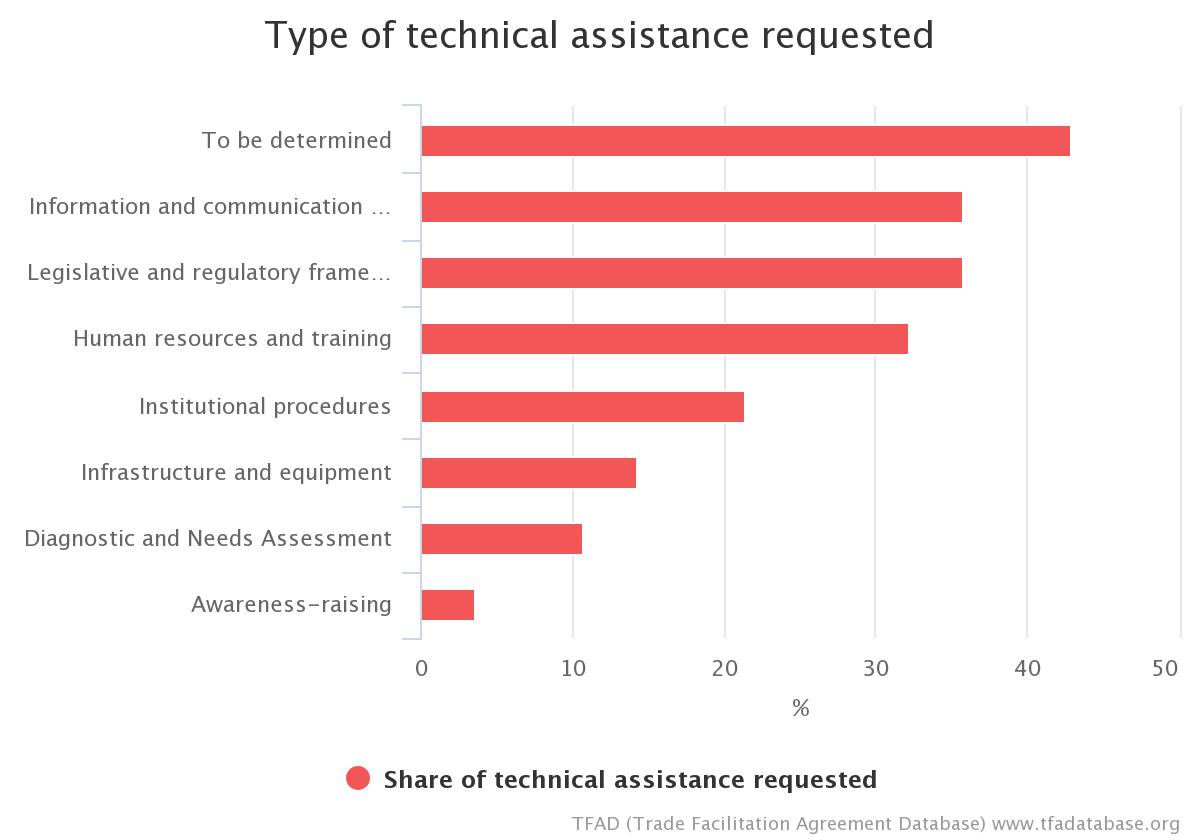 Type of technical assistance requested
To be determined
Information and communication ...
Legislative and regulatory frame...
Human resources and training
Institutional procedures
Infrastructure and equipment
Diagnostic and Needs Assessment
Awareness-raising
0 10 20 30 40 50
%
Share of technical assistance requested
TFAD (Trade Facilitation Agreement Database) www.tfadatabase.org